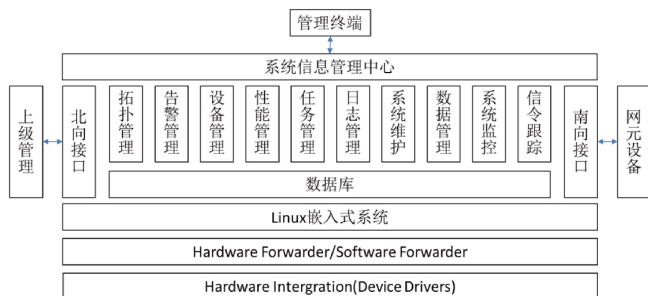 管理终端
系统信息管理中心
上级管理
北向接口
拓扑管理
告警管理
设备管理
性能管理
任务管理
日志管理
系统维护
数据管理
系统监控
信令跟踪
南向接口
网元设备
数据库
Linux嵌入式系统
Hardware Forwarder/Software Forwarder
Hardware Intergration(Device Drivers)